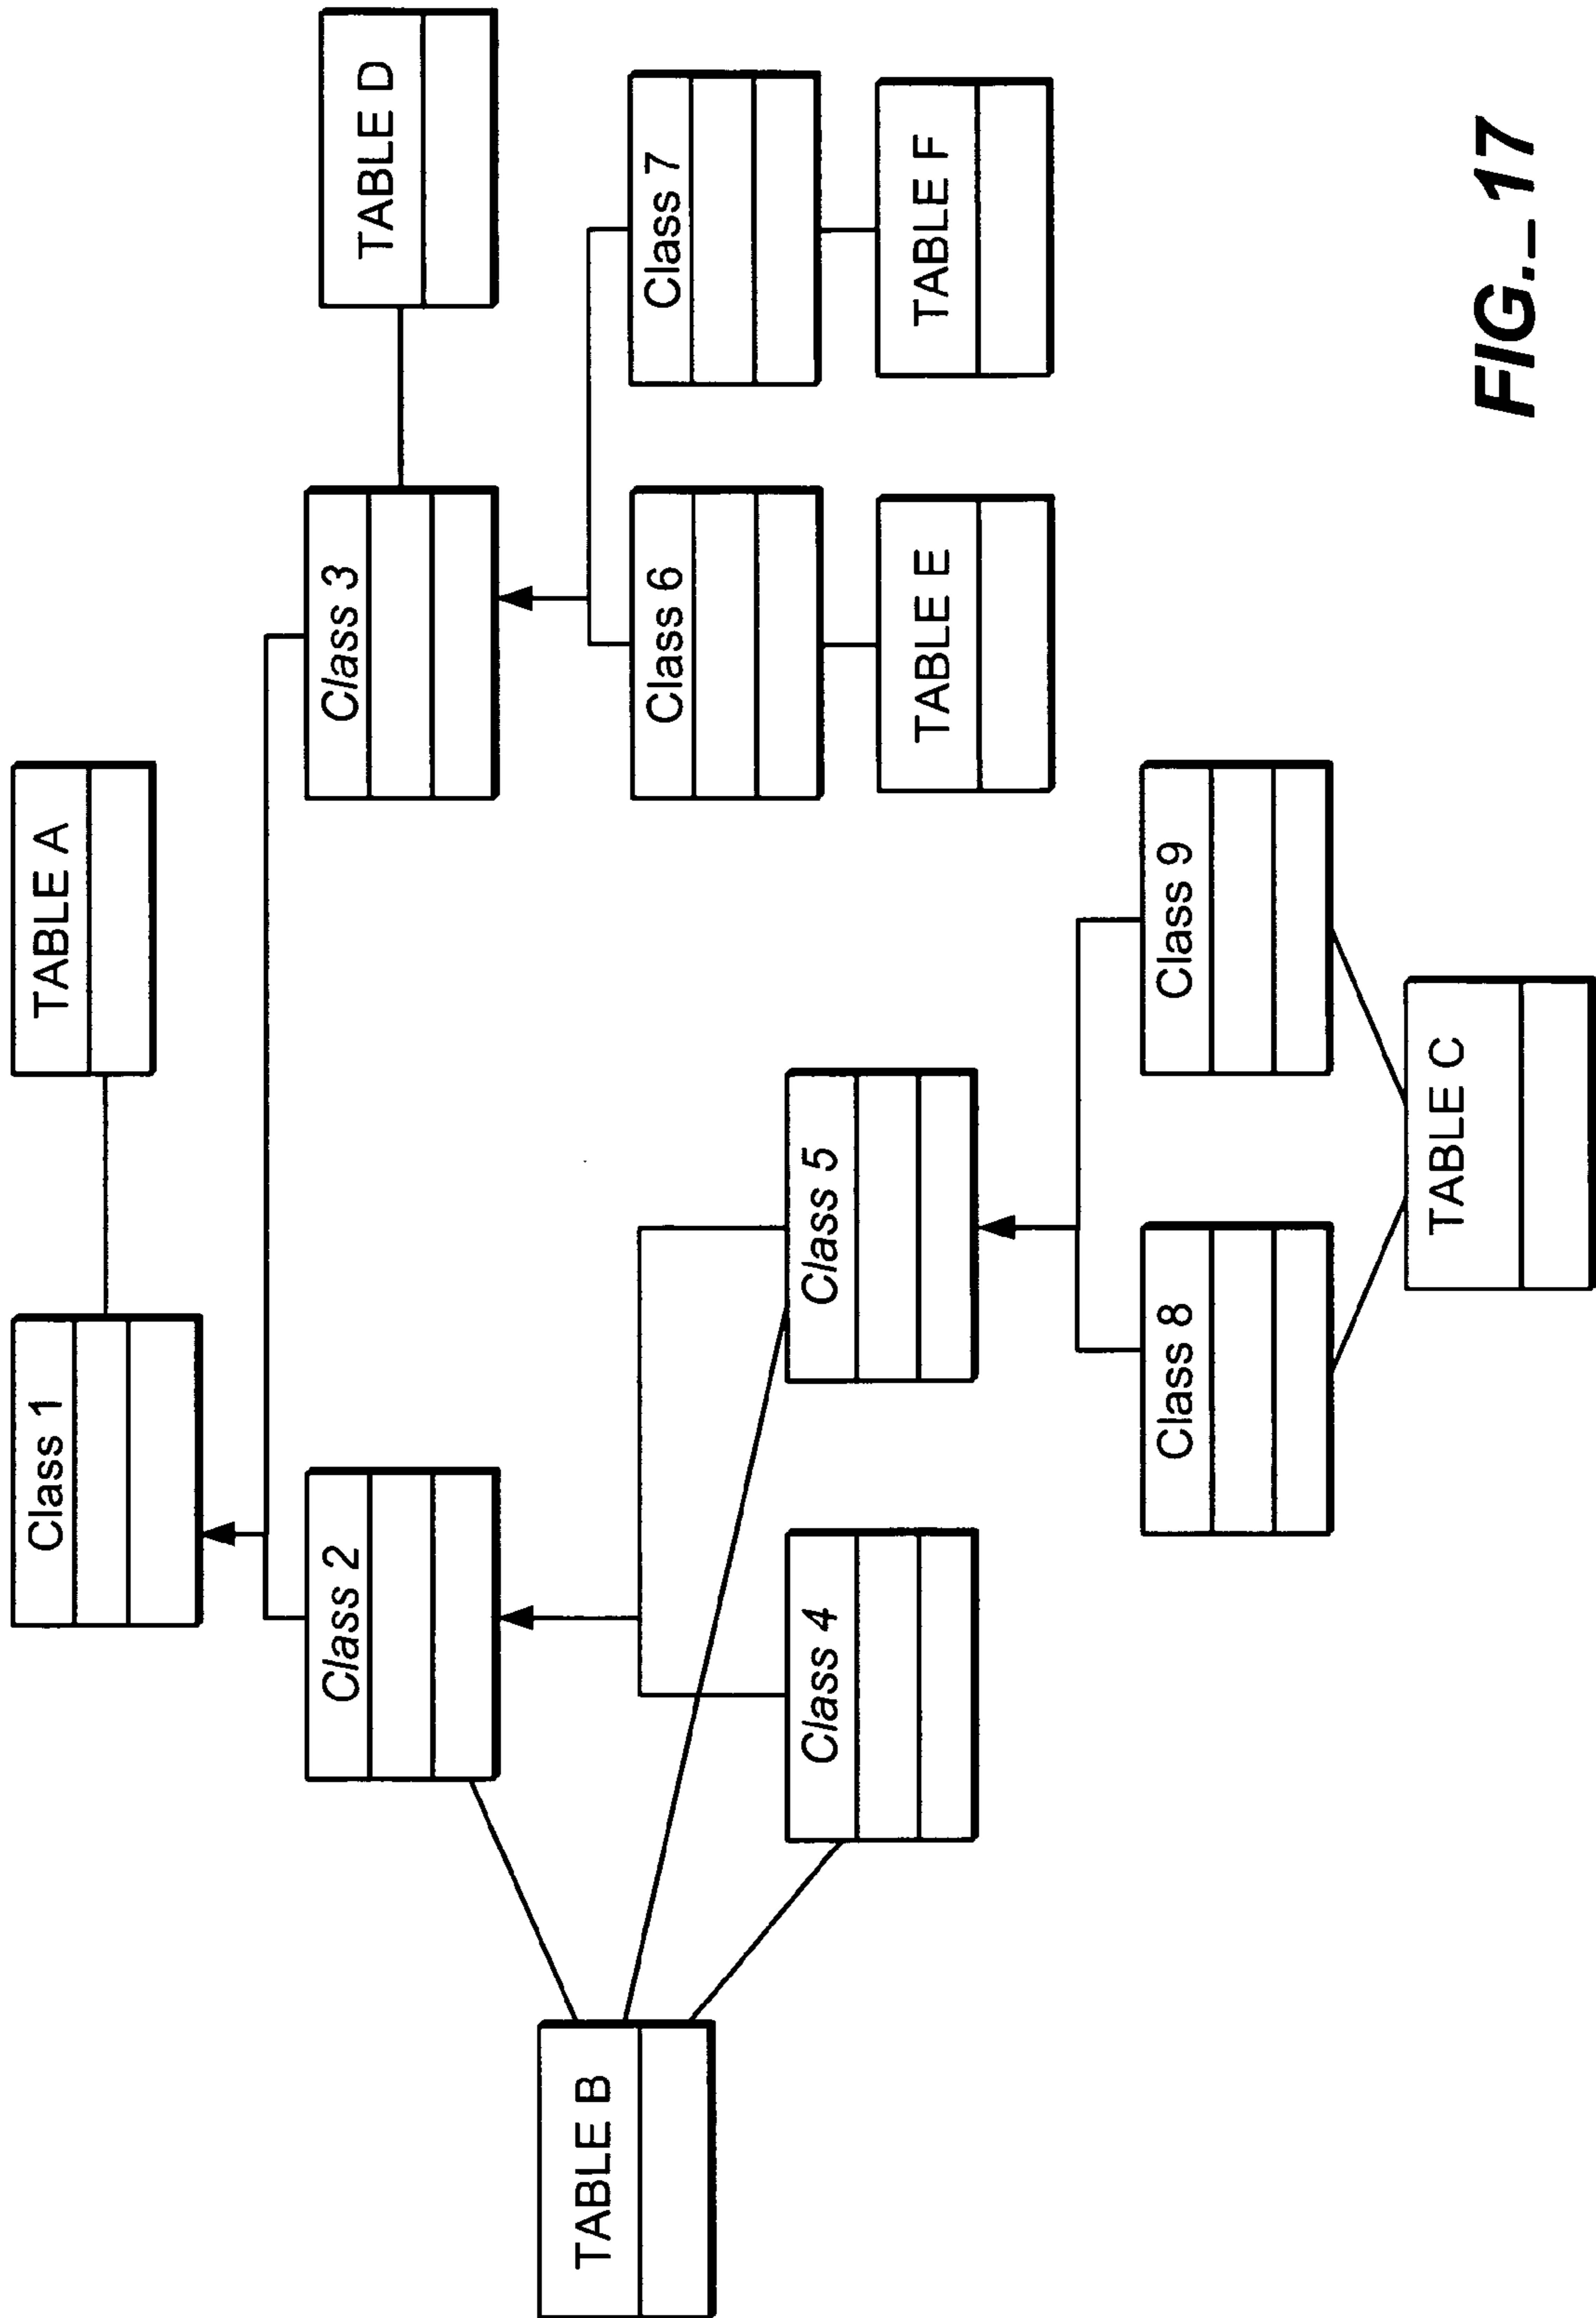 Class 1
TABLE A
Class 2
Class 3
TABLE D
TABLE B
Class 4
Class 5
Class 6
Class 7
TABLE E
TABLE F
Class 8
Class 9
TABLE C
FIG._17